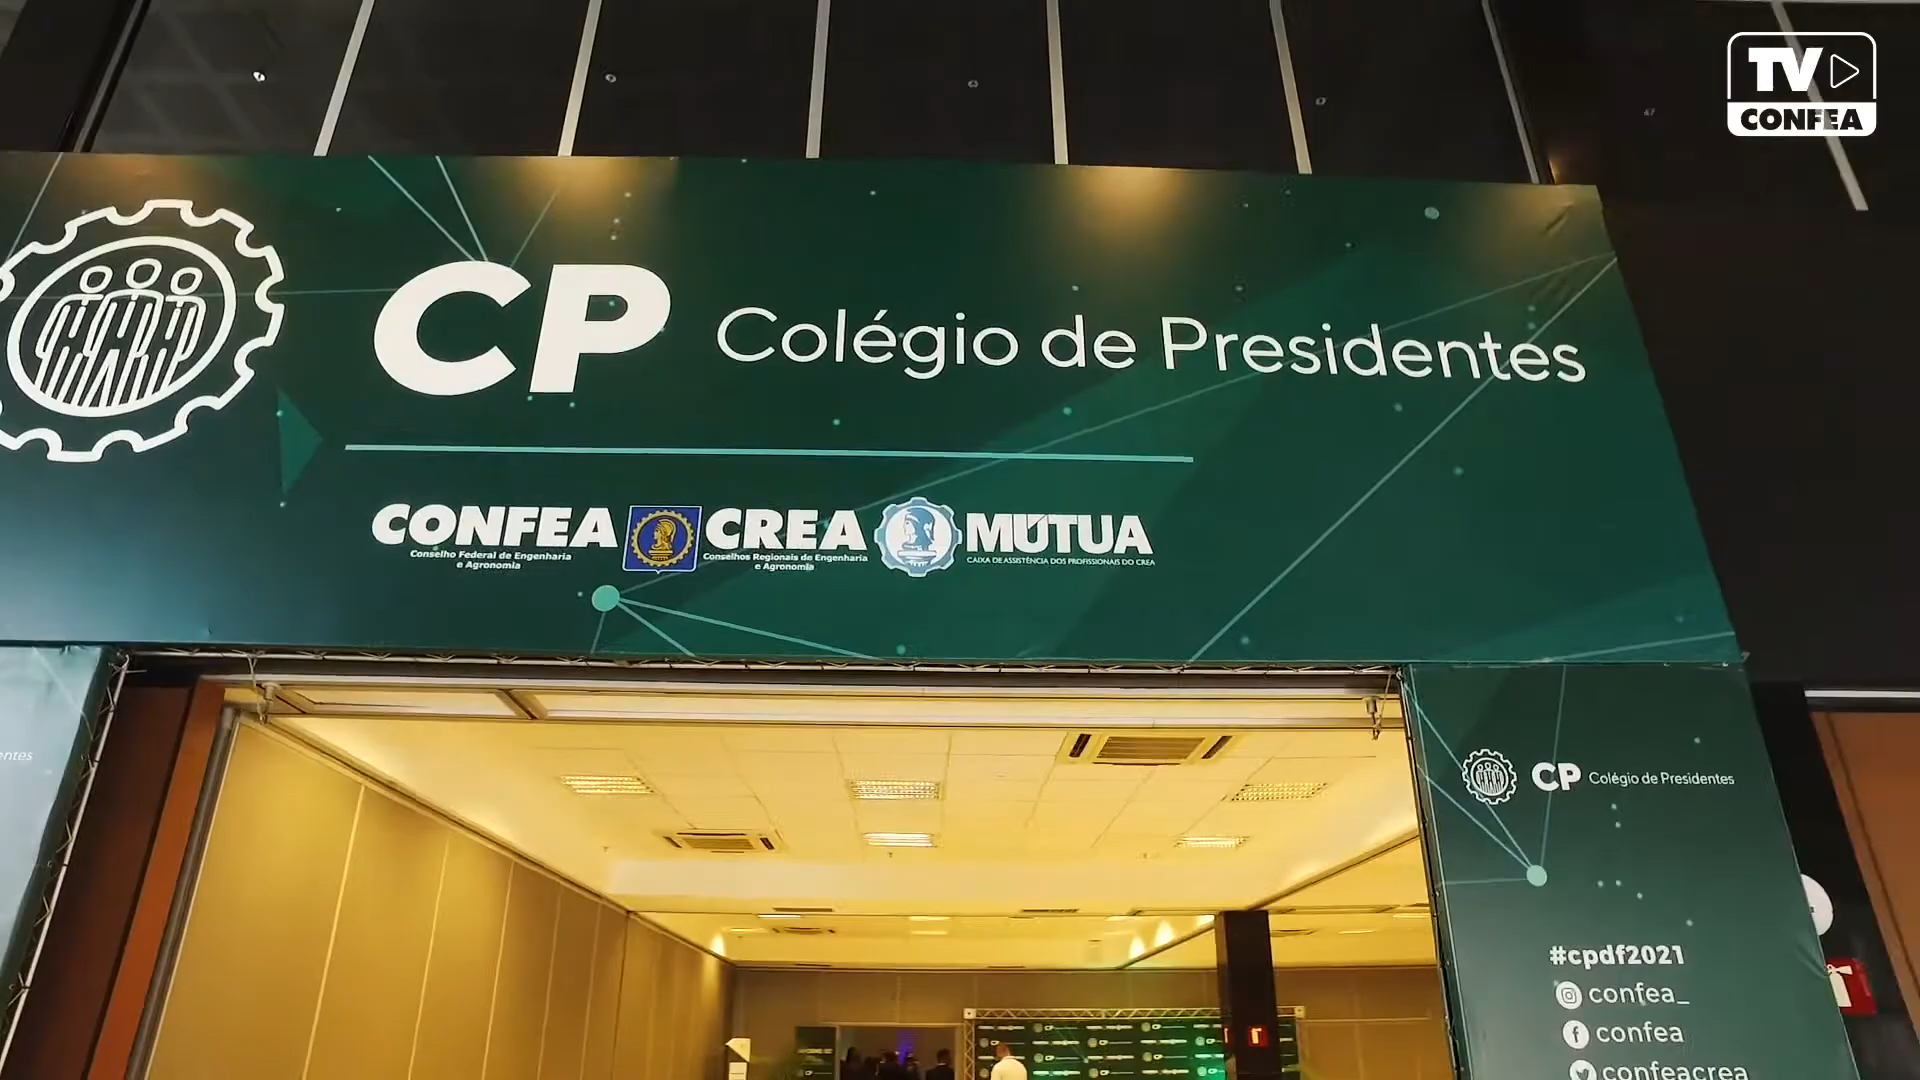 TV
CONFEA
CP Colégio de Presidentes
CONFEA
Conselho Federal de Engenharia
e Agronomia
CREA
Conselhos Regionais de Engenharia
e Agronomia
MÚTUA
CAIXA DE ASSISTÊNCIA DOS PROFISSIONAIS DO CREA
entes
CP Colégio de Presidentes
#cpdf2021
confea_
confea
confeacrea